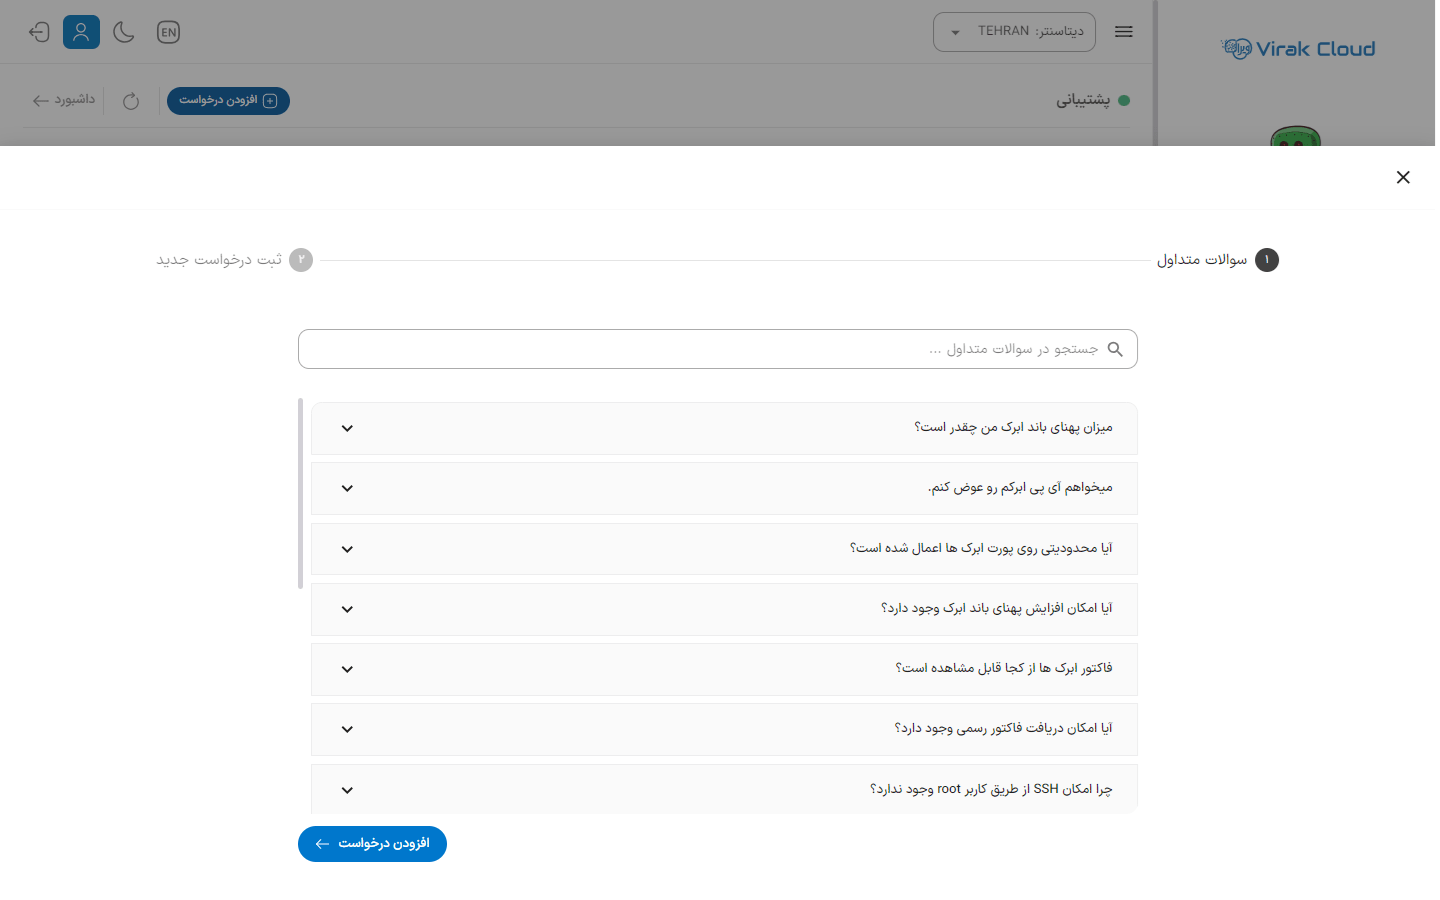 Virak Cloud
دیتاسنتر: TEHRAN
EN
پشتیبانی
افزودن درخواست
داشبورد
۱ سوالات متداول
۲ ثبت درخواست جدید
جستجو در سوالات متداول ...
میزان پهنای باند ابرک من چقدر است؟
میخواهم آی پی ابرکم رو عوض کنم.
آیا محدودیتی روی پورت ابرک ها اعمال شده است؟
آیا امکان افزایش پهنای باند ابرک وجود دارد؟
فاکتور ابرک ها از کجا قابل مشاهده است؟
آیا امکان دریافت فاکتور رسمی وجود دارد؟
چرا امکان SSH از طریق کاربر root وجود ندارد؟
افزودن درخواست